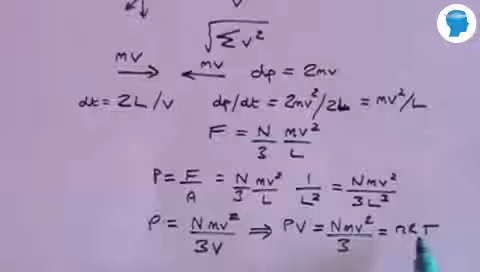 V
√Σv²
mv mv dp = 2mv
dt = 2L/v dp/dt = 2mv²/2L = mv²/L
F = N/3 mv²/L
P = F/A = N/3 mv²/L 1/L² = Nmv²/3L³
P = Nmv²/3V ⇒ PV = Nmv²/3 = nRT